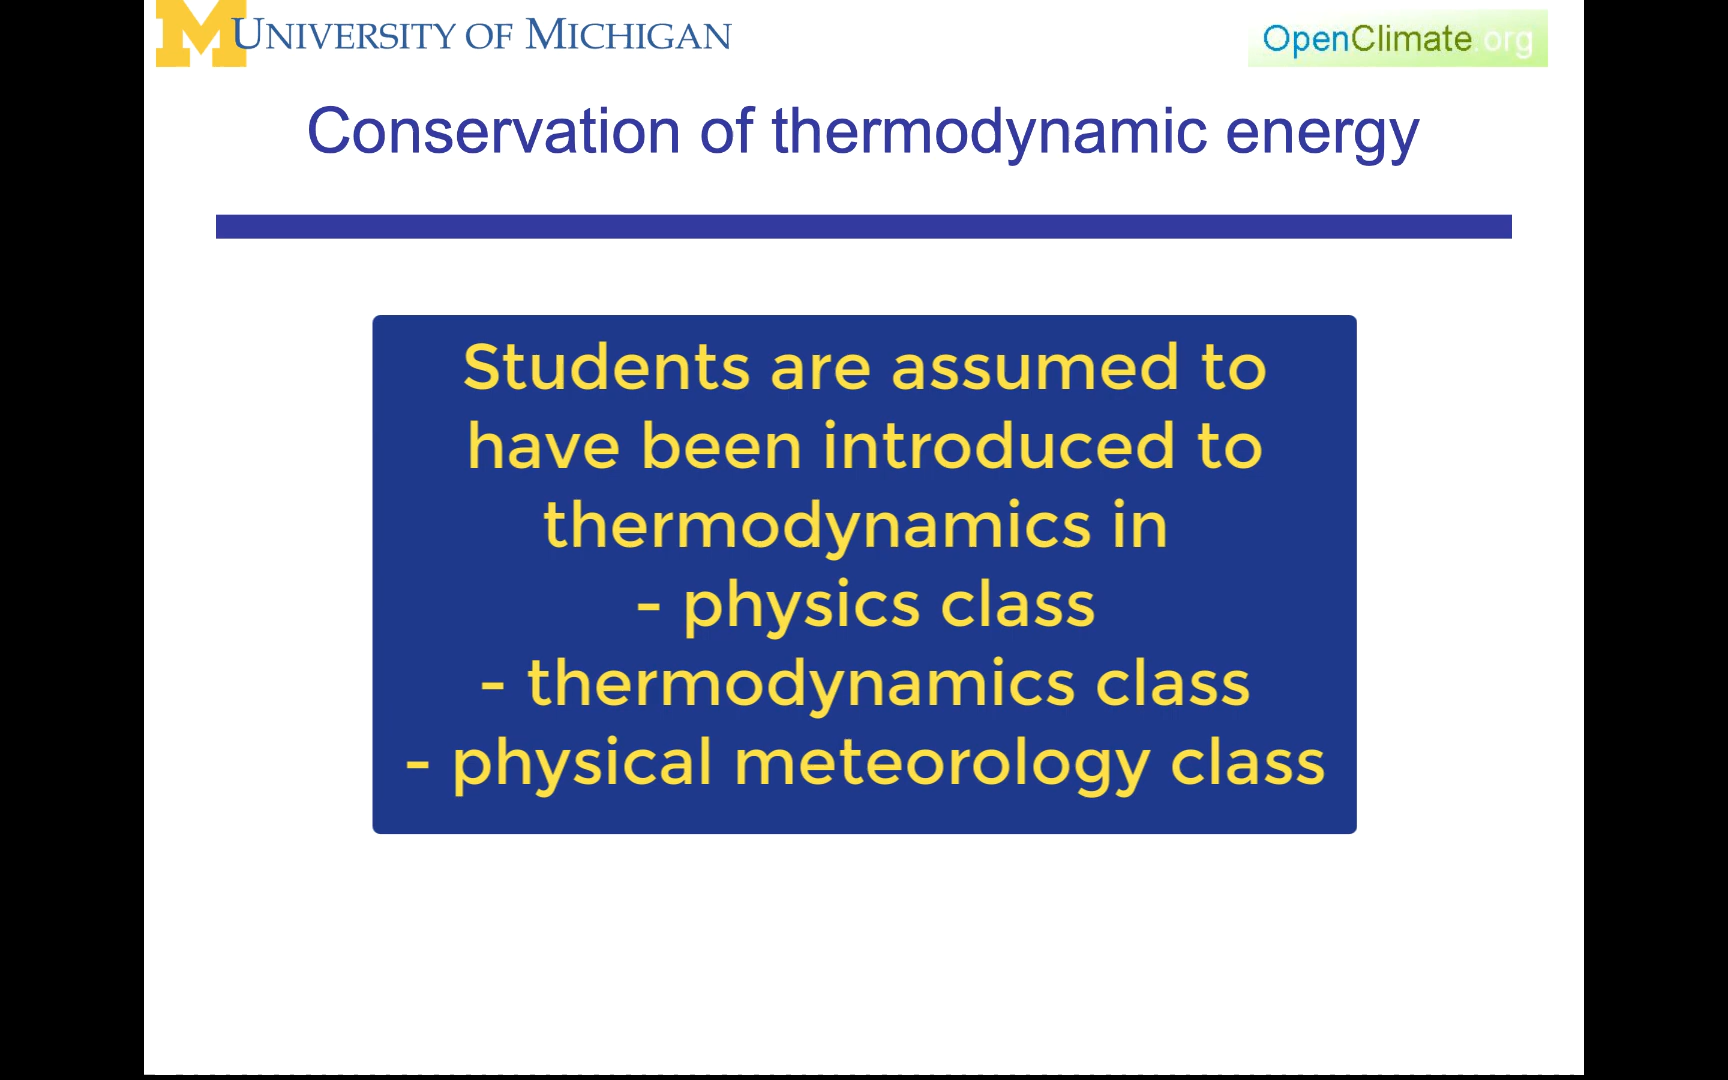 M UNIVERSITY OF MICHIGAN
OpenClimate.org
Conservation of thermodynamic energy
Students are assumed to
have been introduced to
thermodynamics in
- physics class
- thermodynamics class
- physical meteorology class